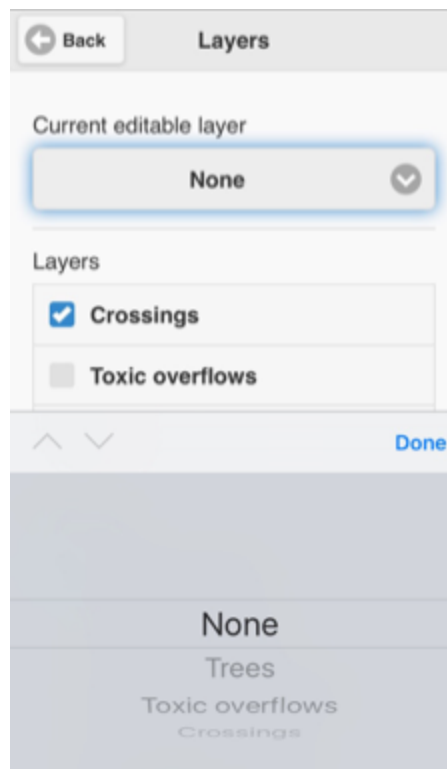 Back
Layers
Current editable layer
None
Layers
Crossings
Toxic overflows
Done
None
Trees
Toxic overflows
Crossings